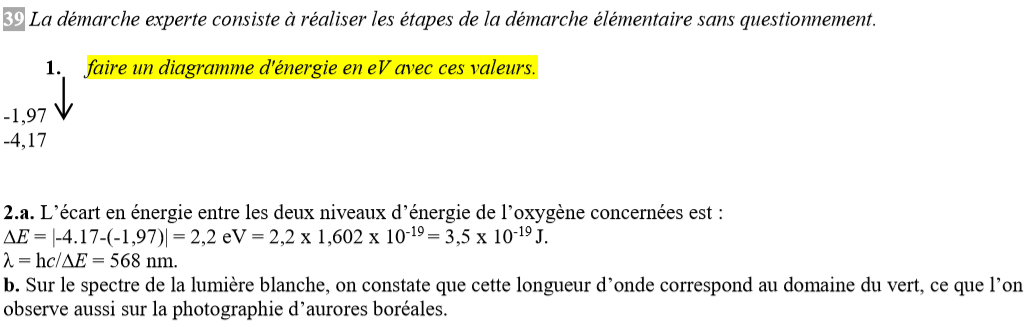 39 La démarche experte consiste à réaliser les étapes de la démarche élémentaire sans questionnement.
1. faire un diagramme d'énergie en eV avec ces valeurs.
-1,97
-4,17
2.a. L’écart en énergie entre les deux niveaux d’énergie de l’oxygène concernées est :
ΔE = |-4.17-(-1,97)| = 2,2 eV = 2,2 x 1,602 x 10⁻¹⁹ = 3,5 x 10⁻¹⁹ J.
λ = hc/ΔE = 568 nm.
b. Sur le spectre de la lumière blanche, on constate que cette longueur d’onde correspond au domaine du vert, ce que l’on
observe aussi sur la photographie d’aurores boréales.